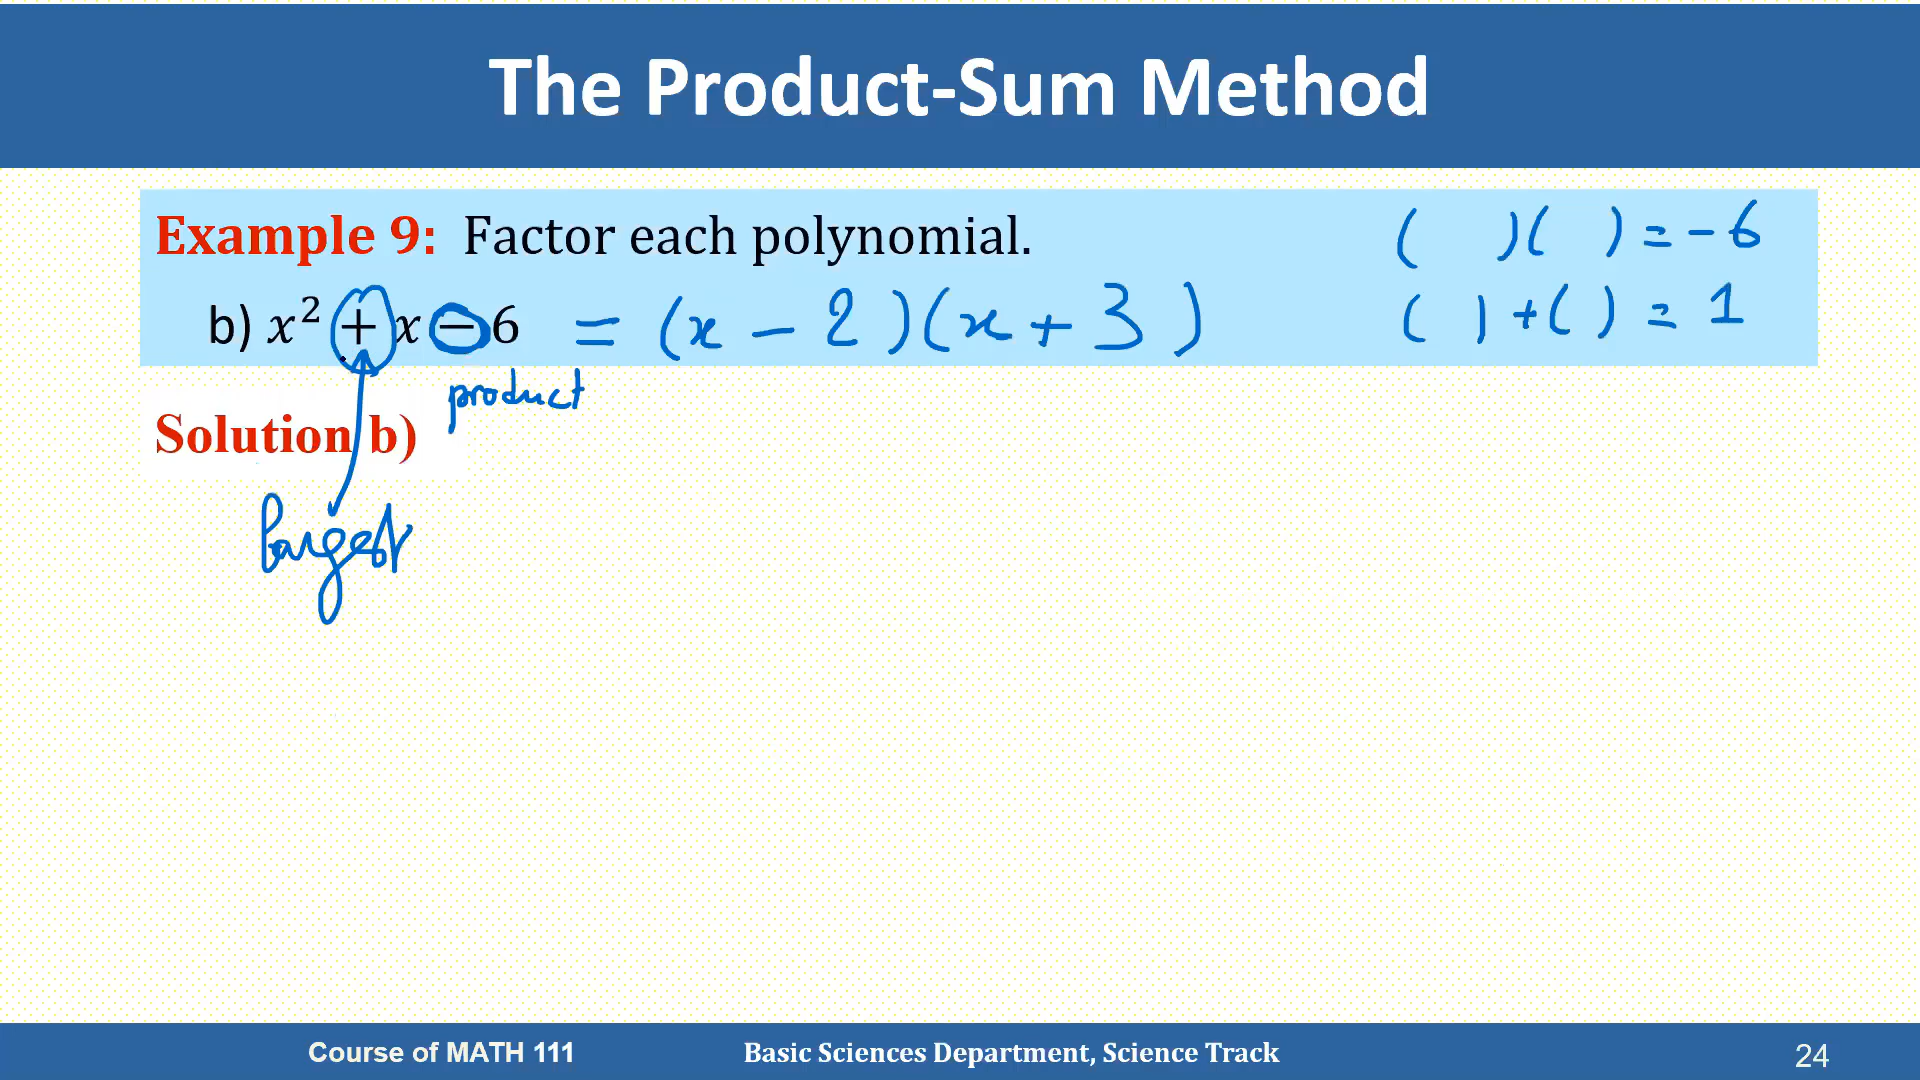 The Product-Sum Method
Example 9: Factor each polynomial.
( )( ) = -6
b) x² + x − 6 = (x - 2)(x + 3)
( ) + ( ) = 1
product
Solution b)
largest
Course of MATH 111
Basic Sciences Department, Science Track
24